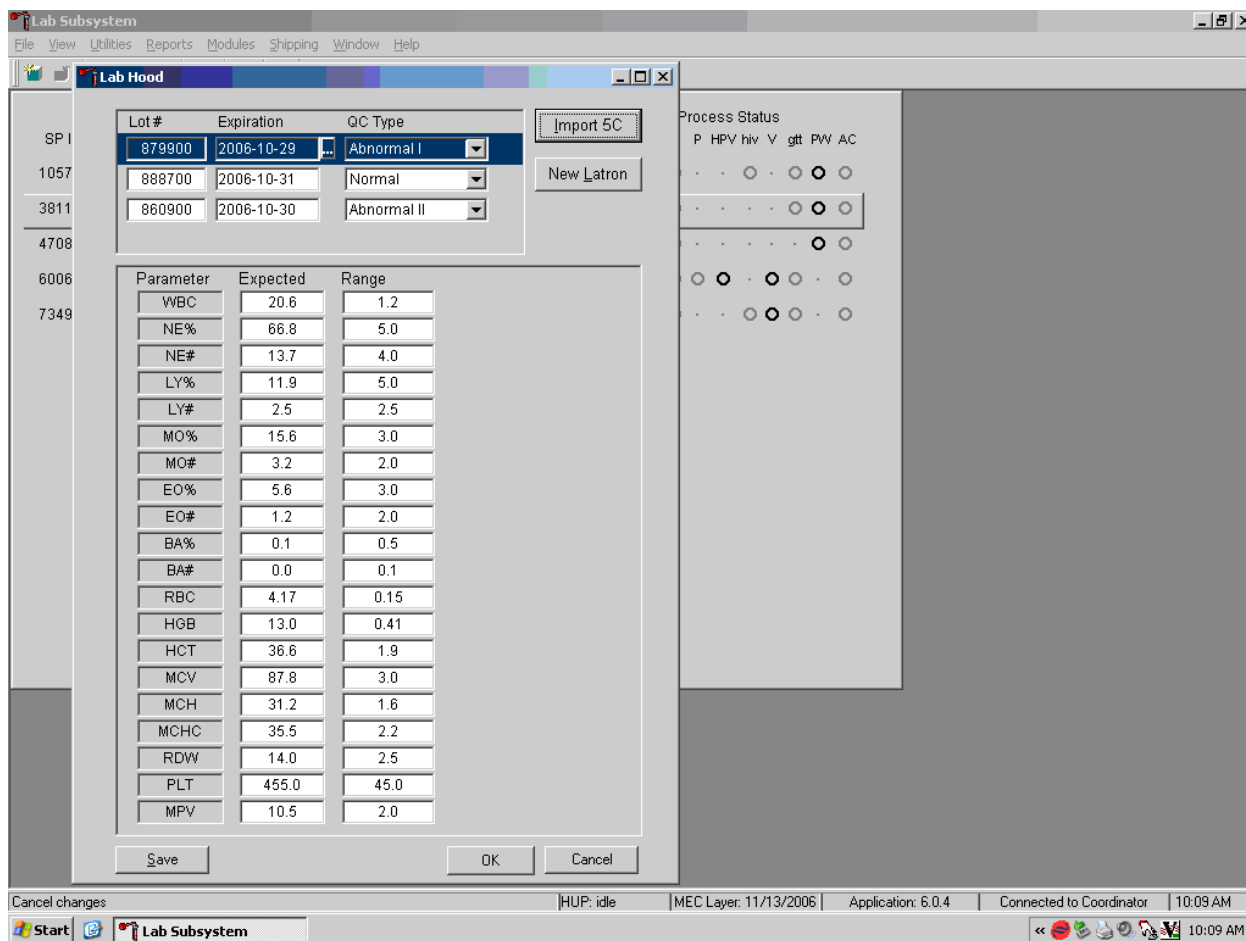 Lab Subsystem
File View Utilities Reports Modules Shipping Window Help
Lab Hood
Lot # Expiration QC Type
879900 2006-10-29 ... Abnormal I
888700 2006-10-31 Normal
860900 2006-10-30 Abnormal II
Import 5C
New Latron
Process Status
SP I P HPV hiv V gtt PW AC
1057
3811
4708
6006
7349
Parameter Expected Range
WBC 20.6 1.2
NE% 66.8 5.0
NE# 13.7 4.0
LY% 11.9 5.0
LY# 2.5 2.5
MO% 15.6 3.0
MO# 3.2 2.0
EO% 5.6 3.0
EO# 1.2 2.0
BA% 0.1 0.5
BA# 0.0 0.1
RBC 4.17 0.15
HGB 13.0 0.41
HCT 36.6 1.9
MCV 87.8 3.0
MCH 31.2 1.6
MCHC 35.5 2.2
RDW 14.0 2.5
PLT 455.0 45.0
MPV 10.5 2.0
Save OK Cancel
Cancel changes HUP: idle MEC Layer: 11/13/2006 Application: 6.0.4 Connected to Coordinator 10:09 AM
Start Lab Subsystem « 10:09 AM